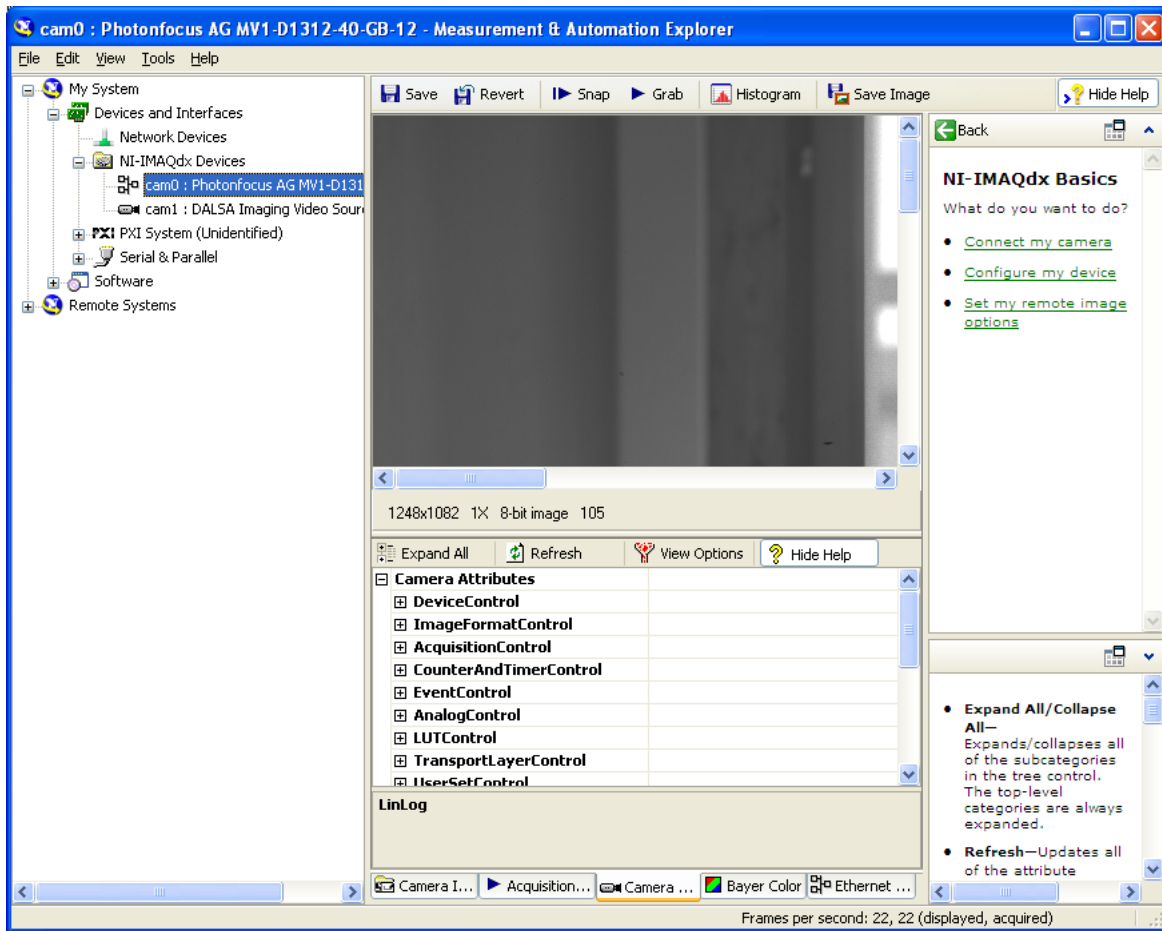 cam0 : Photonfocus AG MV1-D1312-40-GB-12 - Measurement & Automation Explorer
File Edit View Tools Help
My System
Devices and Interfaces
Network Devices
NI-IMAQdx Devices
cam0 : Photonfocus AG MV1-D131
cam1 : DALSA Imaging Video Sour
PXI PXI System (Unidentified)
Serial & Parallel
Software
Remote Systems
Save Revert Snap Grab Histogram Save Image Hide Help
1248x1082 1X 8-bit image 105
Expand All Refresh View Options Hide Help
Camera Attributes
DeviceControl
ImageFormatControl
AcquisitionControl
CounterAndTimerControl
EventControl
AnalogControl
LUTControl
TransportLayerControl
UserSetControl
LinLog
Camera I... Acquisition... Camera ... Bayer Color Ethernet ...
Back
NI-IMAQdx Basics
What do you want to do?
• Connect my camera
• Configure my device
• Set my remote image
options
• Expand All/Collapse
All—
Expands/collapses all
of the subcategories
in the tree control.
The top-level
categories are always
expanded.
• Refresh—Updates all
of the attribute
Frames per second: 22, 22 (displayed, acquired)